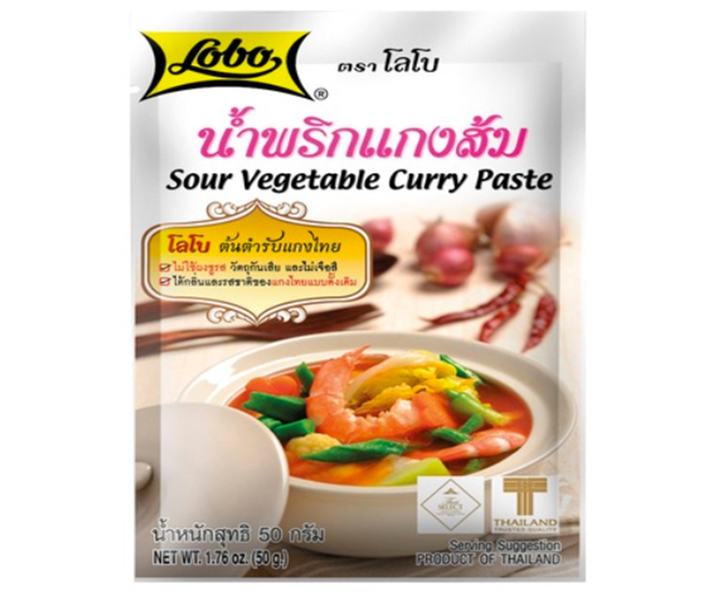 Lobo
®
ตรา โลโบ
น้ำพริกแกงส้ม
Sour Vegetable Curry Paste
โลโบ ต้นตำรับแกงไทย
ไม่ใช้ผงชูรส วัตถุกันเสีย และไม่เจือสี
ได้กลิ่นและรสชาติของแกงไทยแบบดั้งเดิม
Thai
SELECT
T
THAILAND
TRUSTED QUALITY
น้ำหนักสุทธิ 50 กรัม
NET WT. 1.76 oz. (50 g.)
Serving Suggestion
PRODUCT OF THAILAND